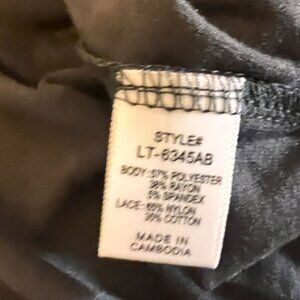 STYLE#
LT-6345AB
BODY: 57% POLYESTER
38% RAYON
5% SPANDEX
LACE: 65% NYLON
35% COTTON
MADE IN
CAMBODIA